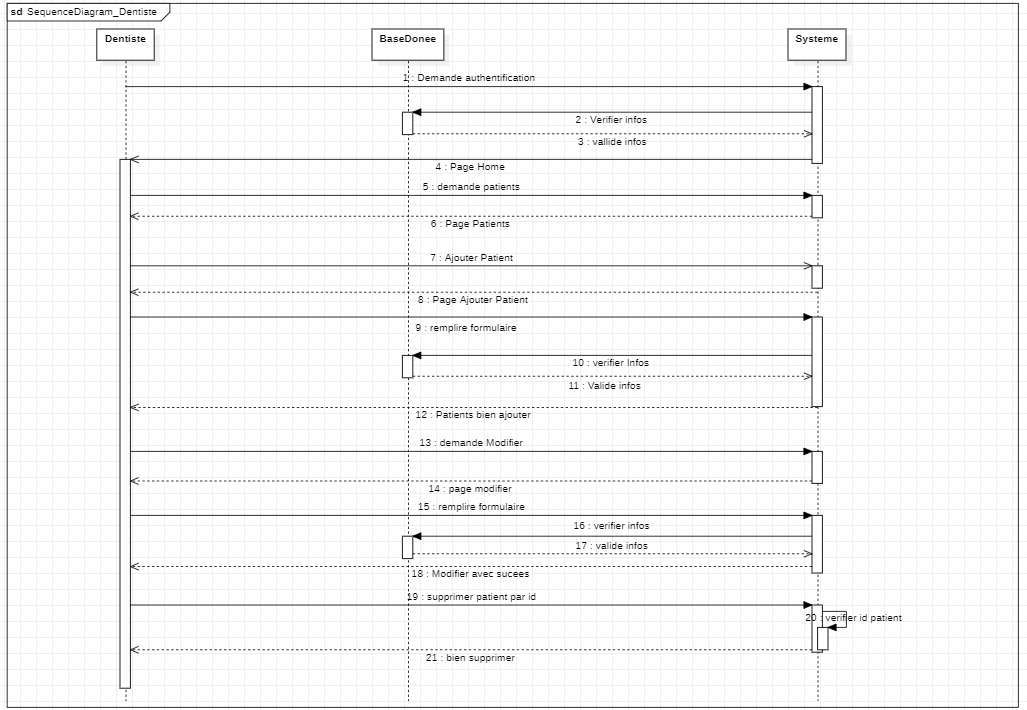 sd SequenceDiagram_Dentiste
Dentiste
BaseDonee
Systeme
1 : Demande authentification
2 : Verifier infos
3 : vallide infos
4 : Page Home
5 : demande patients
6 : Page Patients
7 : Ajouter Patient
8 : Page Ajouter Patient
9 : remplire formulaire
10 : verifier Infos
11 : Valide infos
12 : Patients bien ajouter
13 : demande Modifier
14 : page modifier
15 : remplire formulaire
16 : verifier infos
17 : valide infos
18 : Modifier avec sucees
19 : supprimer patient par id
20 : verifier id patient
21 : bien supprimer